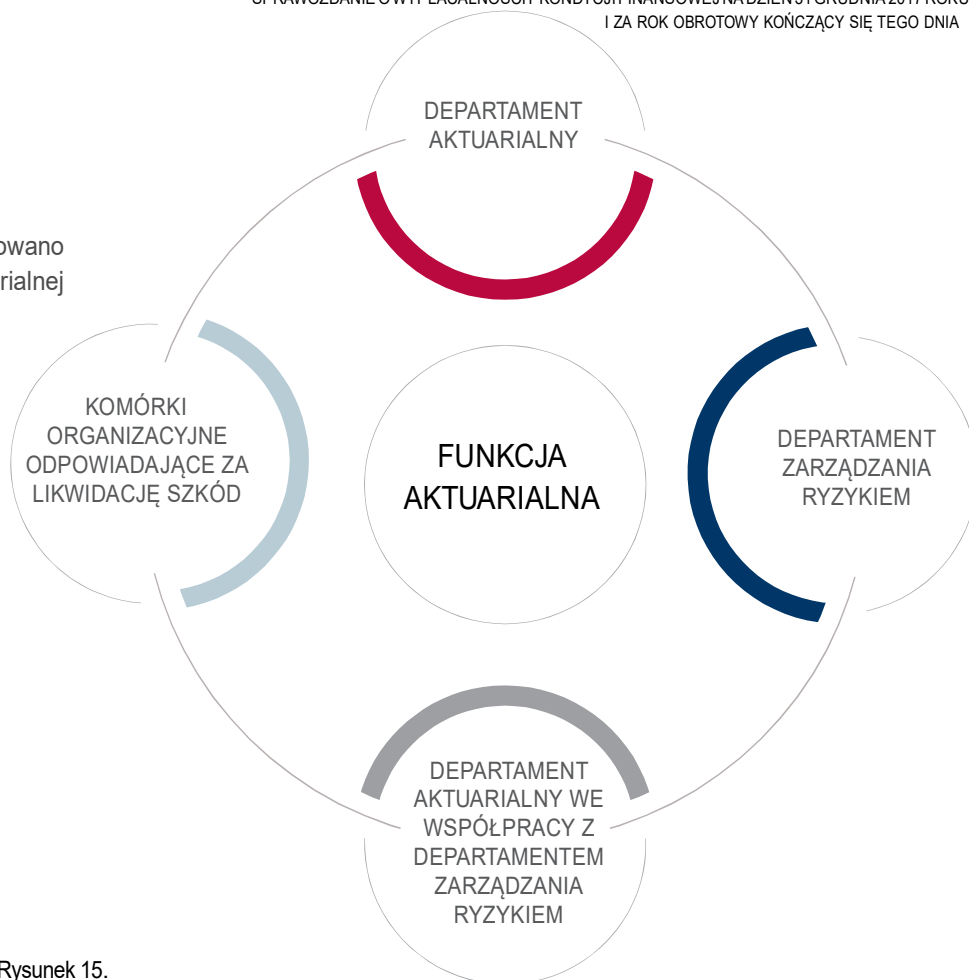 I ZA ROK OBROTOWY KOŃCZĄCY SIĘ TEGO DNIA
DEPARTAMENT
AKTUARIALNY
owano
rialnej
KOMÓRKI
ORGANIZACYJNE
ODPOWIADAJĄCE ZA
LIKWIDACJĘ SZKÓD
FUNKCJA
AKTUARIALNA
DEPARTAMENT
ZARZĄDZANIA
RYZYKIEM
DEPARTAMENT
AKTUARIALNY WE
WSPÓŁPRACY Z
DEPARTAMENTEM
ZARZĄDZANIA
RYZYKIEM
Rysunek 15.